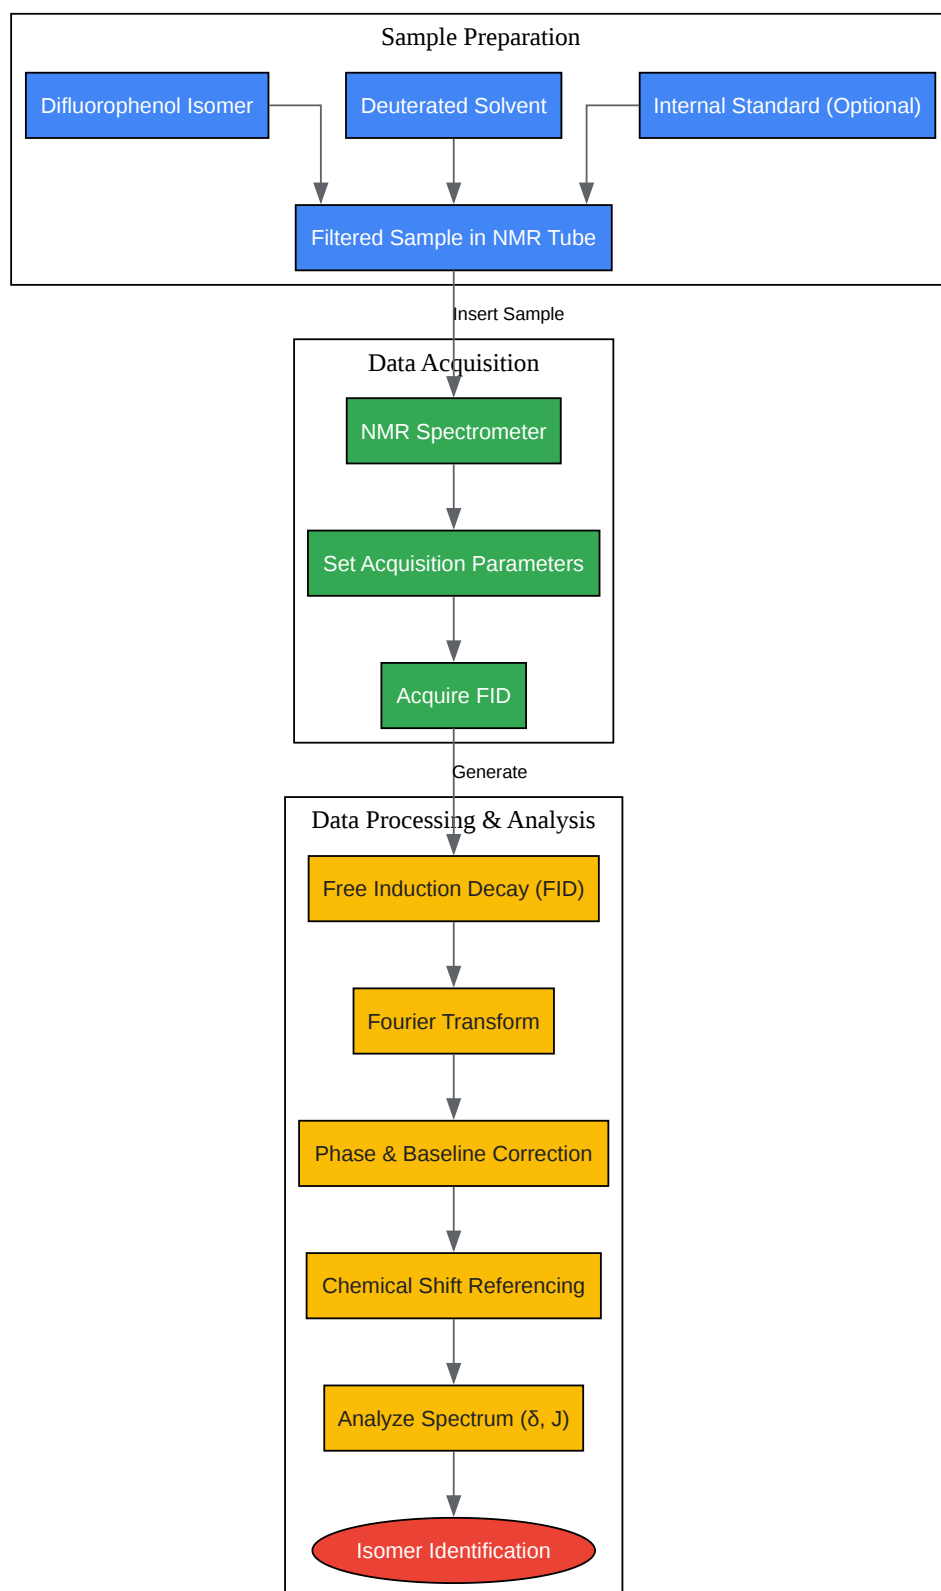 Sample Preparation
Difluorophenol Isomer
Deuterated Solvent
Internal Standard (Optional)
Filtered Sample in NMR Tube
Insert Sample
Data Acquisition
NMR Spectrometer
Set Acquisition Parameters
Acquire FID
Generate
Data Processing & Analysis
Free Induction Decay (FID)
Fourier Transform
Phase & Baseline Correction
Chemical Shift Referencing
Analyze Spectrum (δ, J)
Isomer Identification